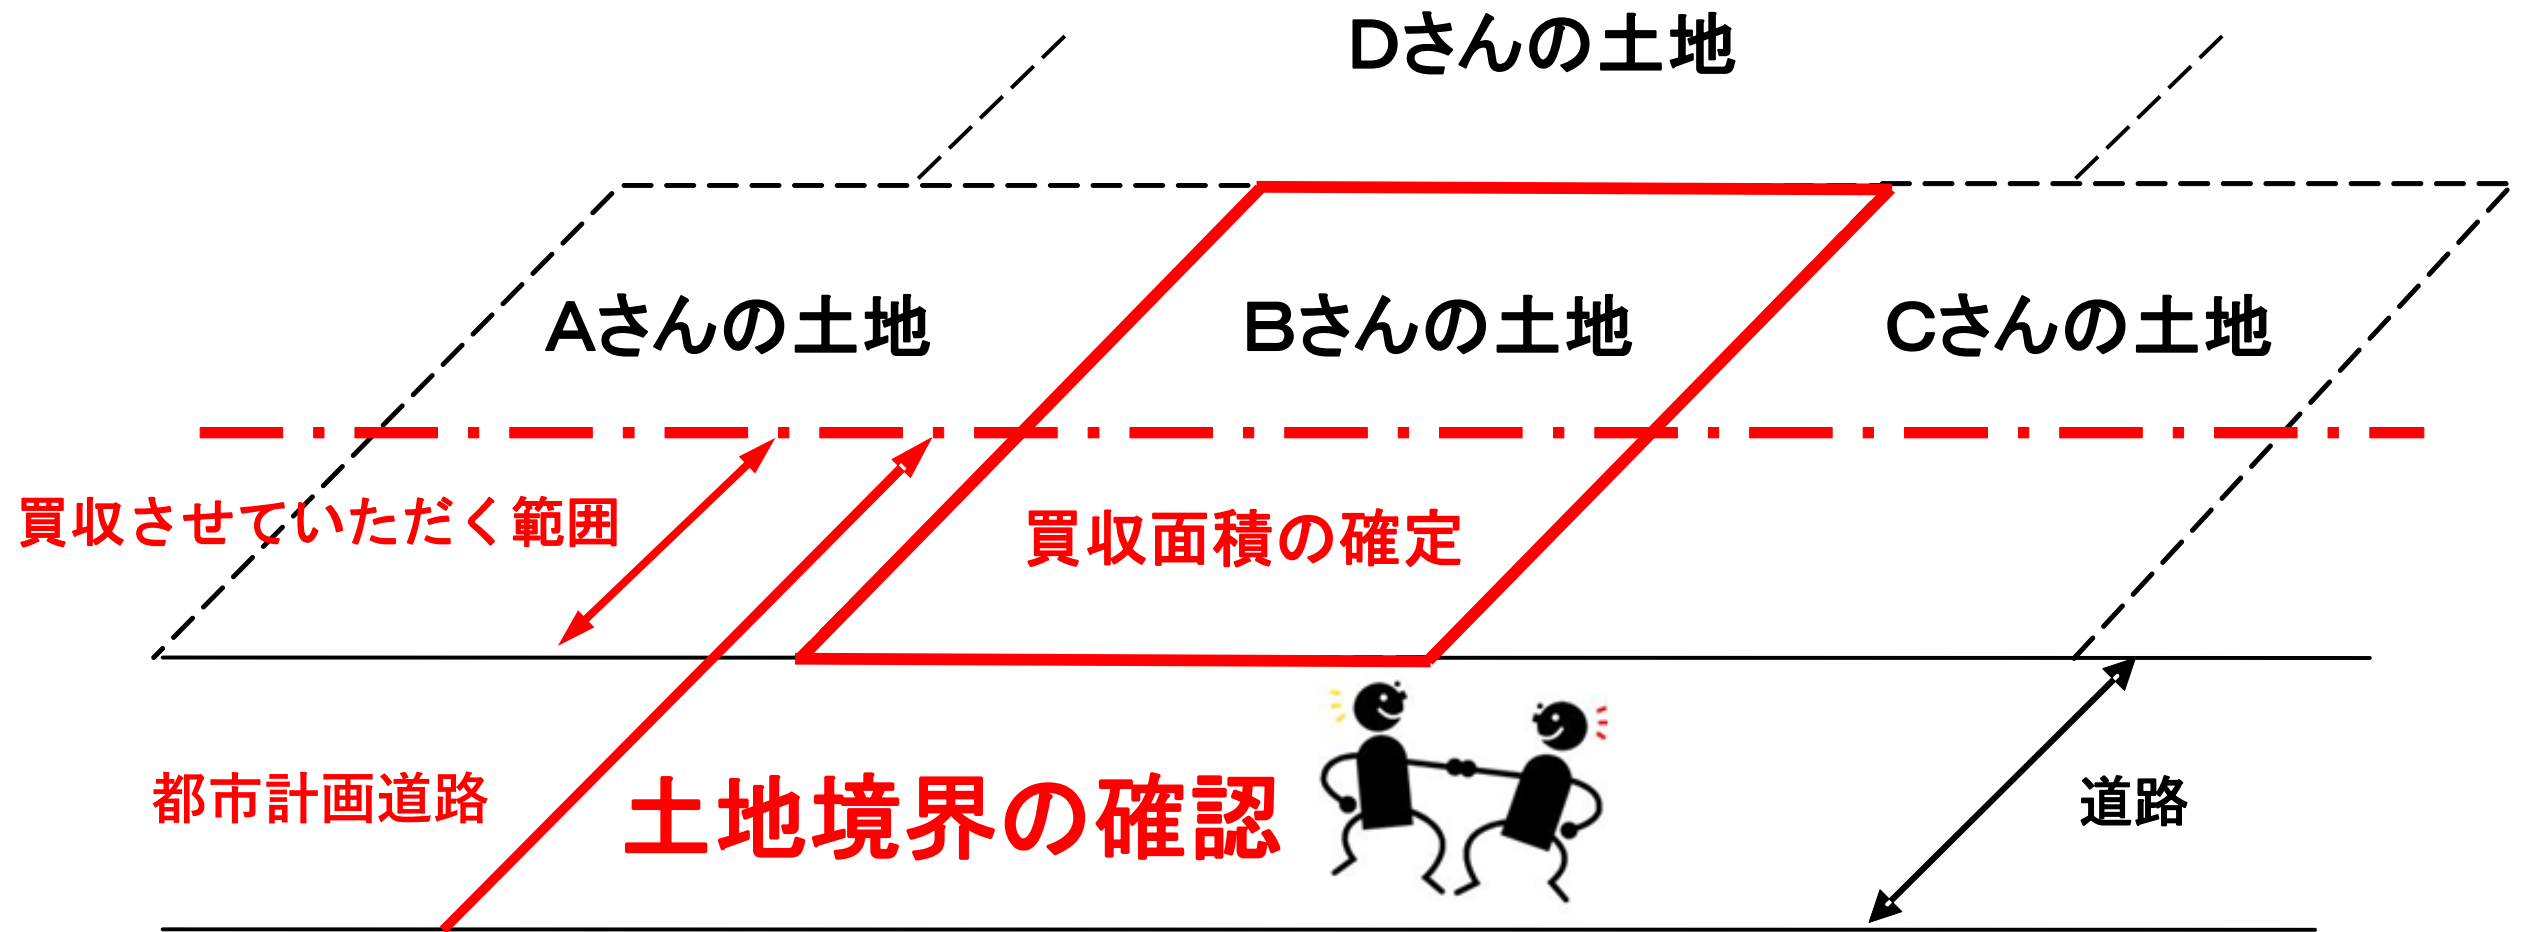 Dさんの土地
Aさんの土地
Bさんの土地
Cさんの土地
買収させていただく範囲
買収面積の確定
都市計画道路
土地境界の確認
道路